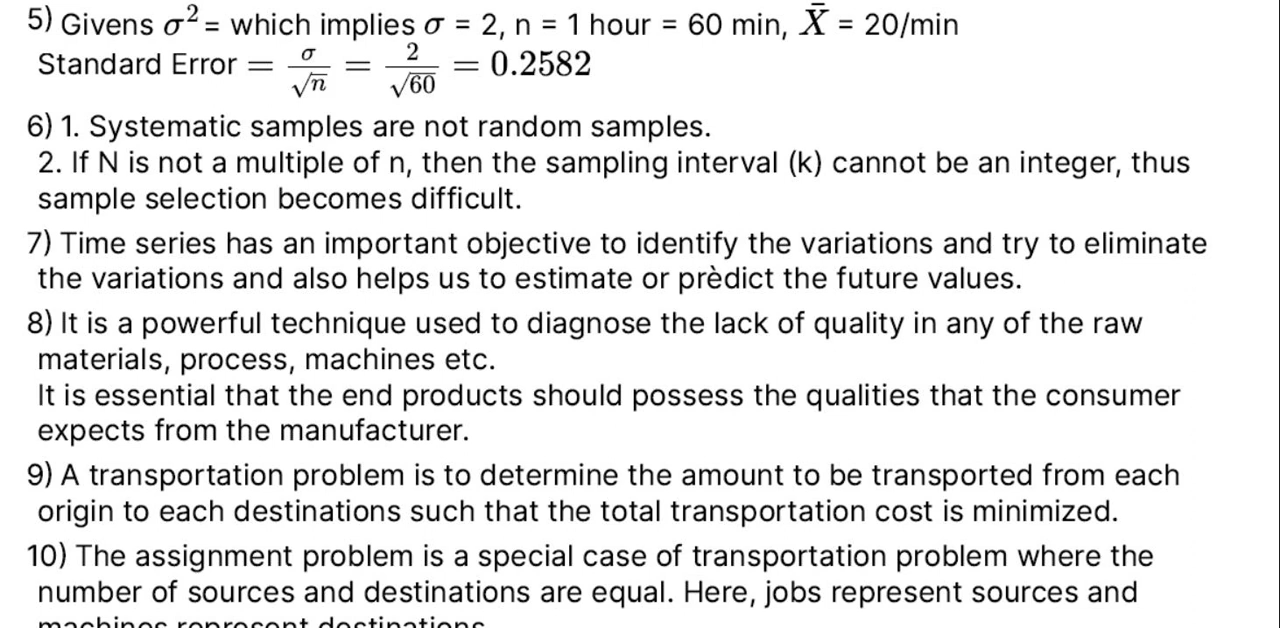 5) Givens σ² = which implies σ = 2, n = 1 hour = 60 min, X̄ = 20/min
Standard Error = σ/√n = 2/√60 = 0.2582
6) 1. Systematic samples are not random samples.
2. If N is not a multiple of n, then the sampling interval (k) cannot be an integer, thus
sample selection becomes difficult.
7) Time series has an important objective to identify the variations and try to eliminate
the variations and also helps us to estimate or prèdict the future values.
8) It is a powerful technique used to diagnose the lack of quality in any of the raw
materials, process, machines etc.
It is essential that the end products should possess the qualities that the consumer
expects from the manufacturer.
9) A transportation problem is to determine the amount to be transported from each
origin to each destinations such that the total transportation cost is minimized.
10) The assignment problem is a special case of transportation problem where the
number of sources and destinations are equal. Here, jobs represent sources and
machines represent destinations